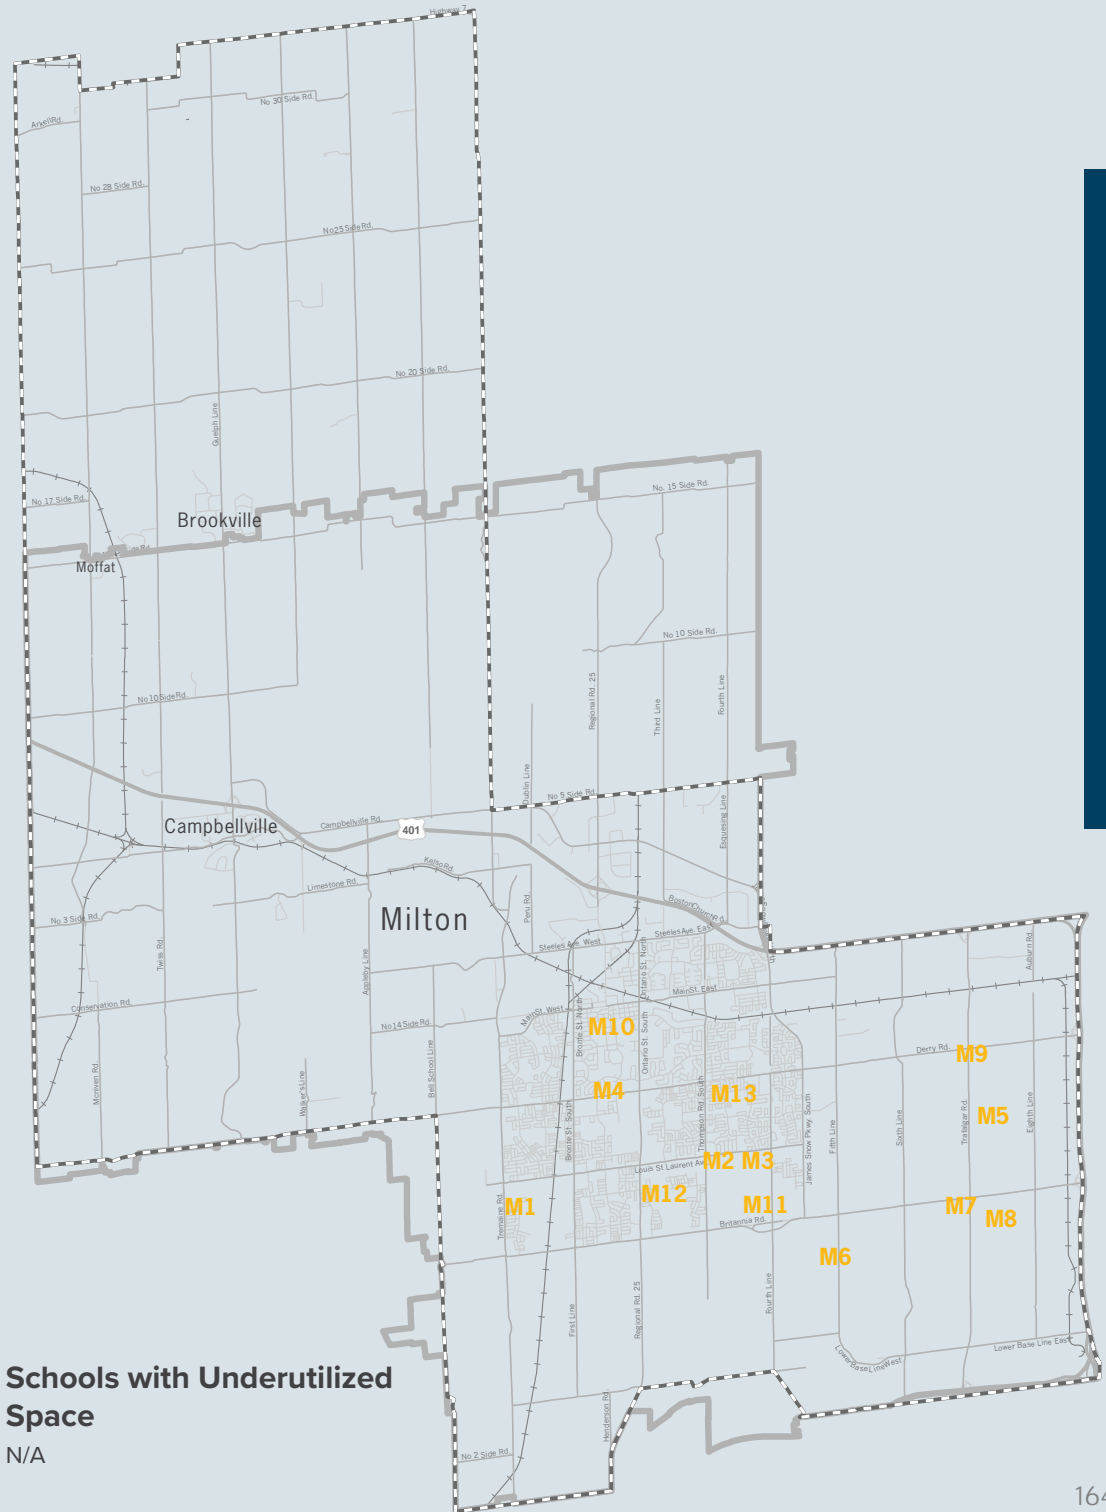 Highway 7
No 30 Side Rd.
Arkell Rd.
No 28 Side Rd.
No 25 Side Rd.
No 20 Side Rd.
Guelph Line
No 17 Side Rd.
Brookville
No. 15 Side Rd.
de Rd.
Moffat
No 10 Side Rd.
Regional Rd. 25
Third Line
Fourth Line
No 10 Side Rd.
Dublin Line
No 5 Side Rd.
Esquesing Line
Campbellville
Campbellville Rd.
401
Kelso Rd.
Limestone Rd.
Peru Rd.
Boston Church Rd.
No 3 Side Rd.
Milton
Steeles Ave. West
Steeles Ave. East
Twiss Rd
Appleby Line
Auburn Rd
Ontario St. North
Main St. East
Conservation Rd.
Main St. West
Bronte St. North
No 14 Side Rd.
M10
Ontario St. South
Derry Rd.
M9
Mcniven Rd.
Walker's Line
Bell School Line
M4
M13
Thompson Rd. South
James Snow Pkwy. South
Fifth Line
Sixth Line
Trafalgar Rd.
M5
Eighth Line
Bronte St. South
Louis St Laurent Av
M2
M3
Tremaine Rd.
M1
M12
M11
Britannia Rd.
M7
M8
M6
First Line
Regional Rd. 25
Fourth Line
Lower Base Line West
Lower Base Line East
Henderson Rd.
No 2 Side Rd.
Schools with Underutilized
Space
N/A
164